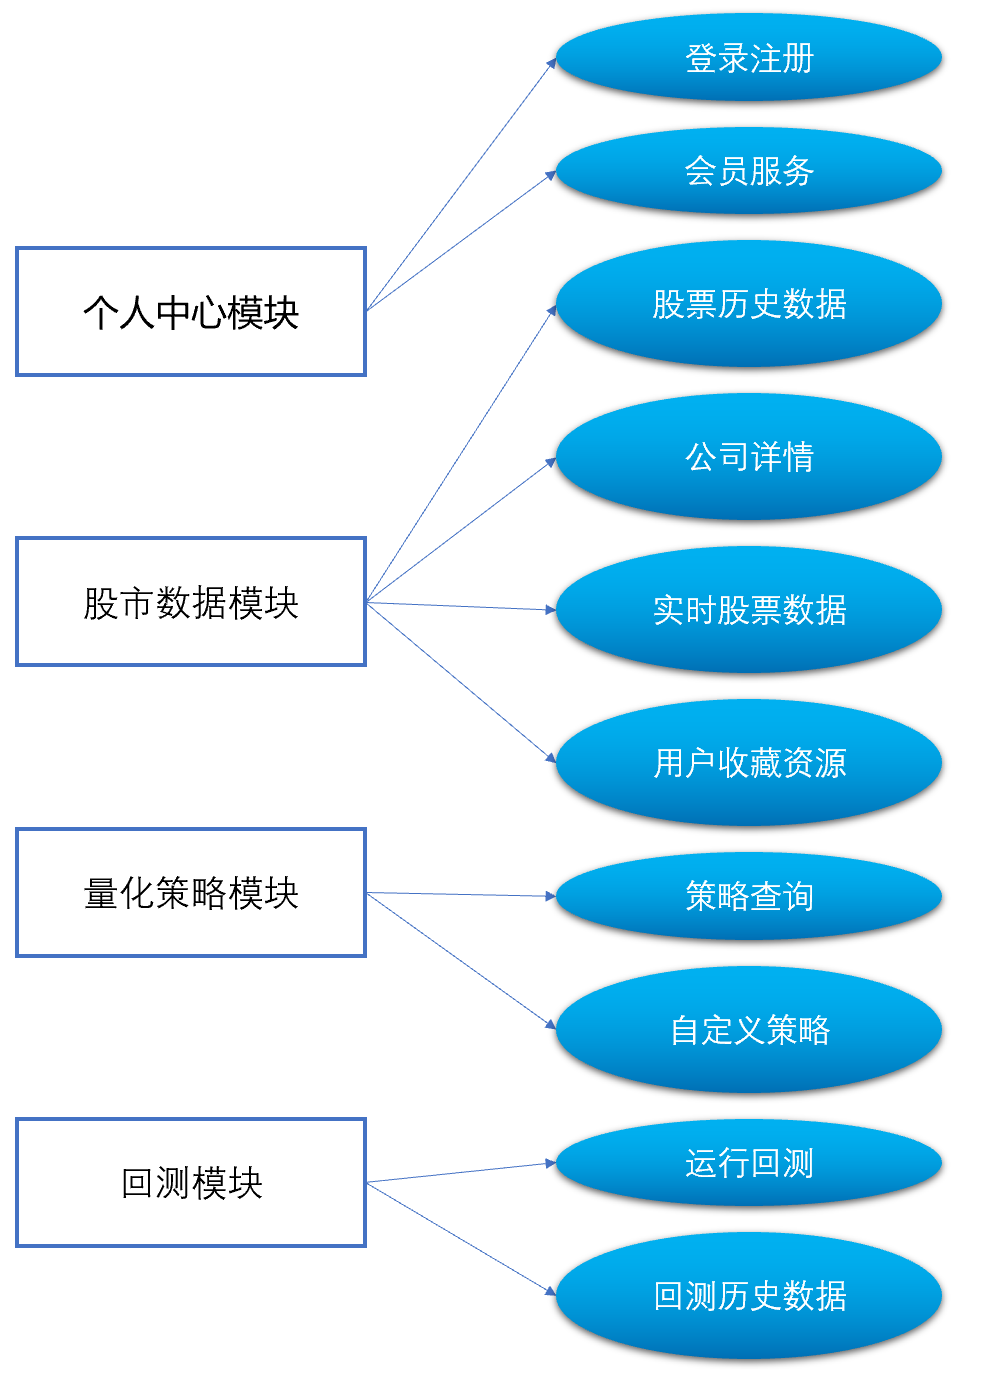 登录注册
会员服务
个人中心模块
股票历史数据
公司详情
股市数据模块
实时股票数据
用户收藏资源
量化策略模块
策略查询
自定义策略
回测模块
运行回测
回测历史数据